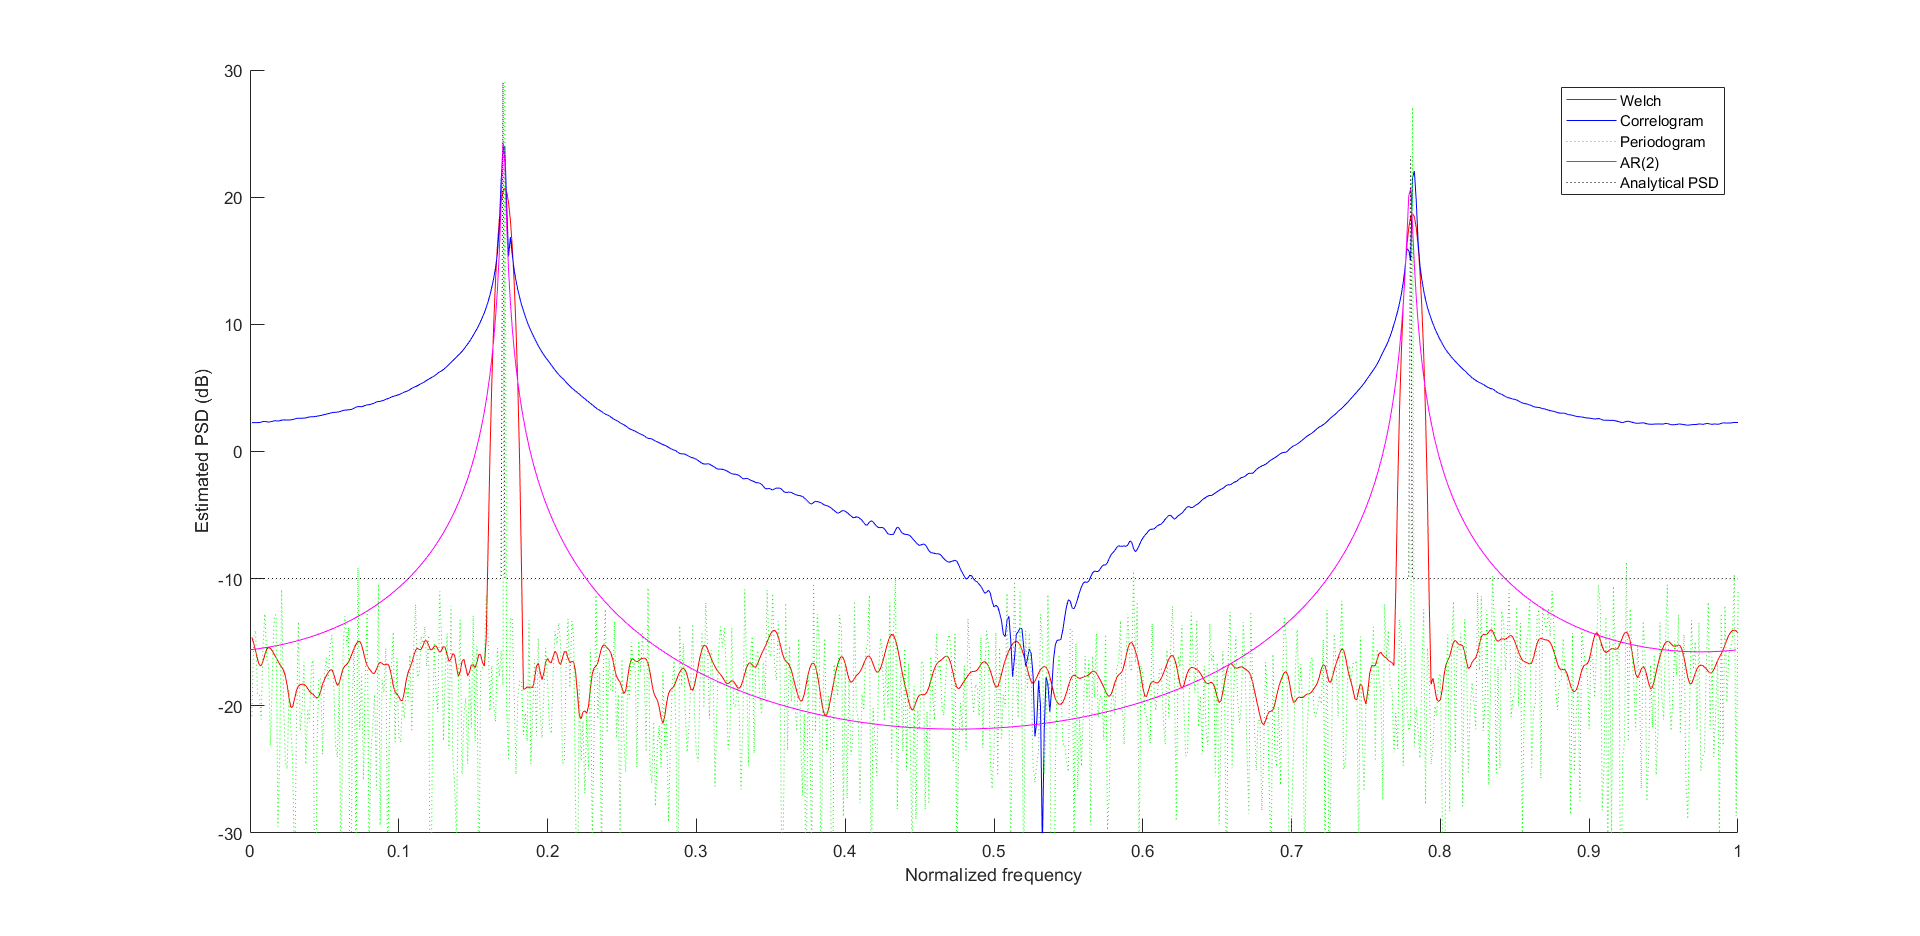 30
20
10
0
-10
-20
-30
Estimated PSD (dB)
Welch
Correlogram
Periodogram
AR(2)
Analytical PSD
0 0.1 0.2 0.3 0.4 0.5 0.6 0.7 0.8 0.9 1
Normalized frequency